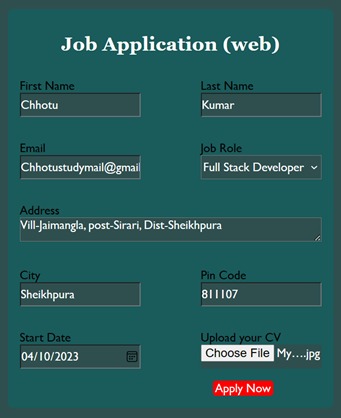 Job Application (web)
First Name Last Name
Chhotu Kumar
Email Job Role
Chhotustudymail@gmail Full Stack Developer
Address
Vill-Jaimangla, post-Sirari, Dist-Sheikhpura
City Pin Code
Sheikhpura 811107
Start Date Upload your CV
04/10/2023 Choose File My....jpg
Apply Now